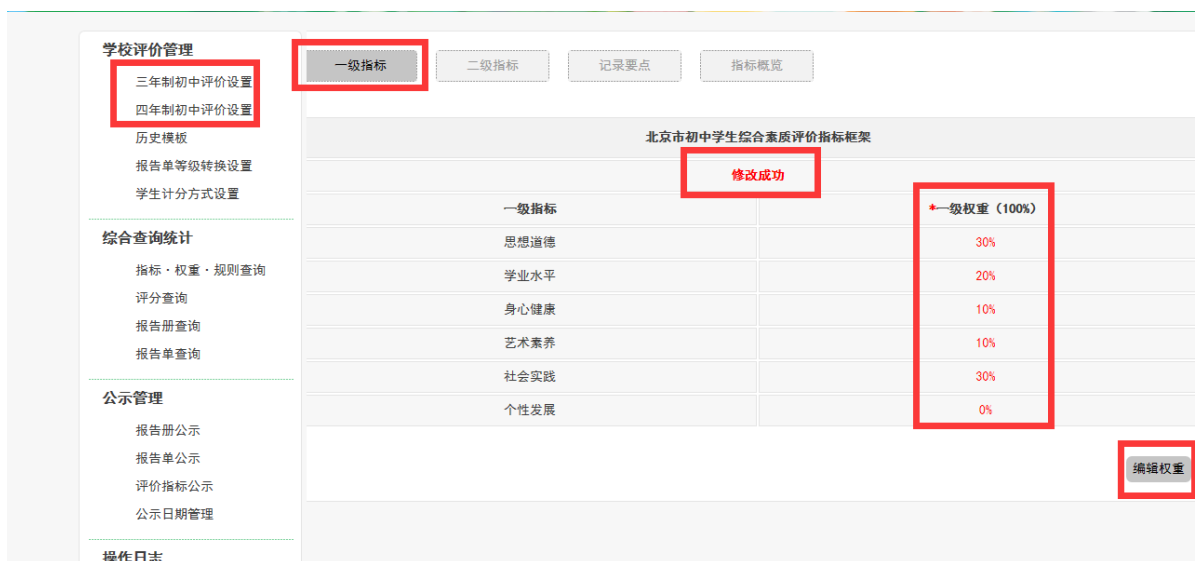 学校评价管理
三年制初中评价设置
四年制初中评价设置
历史模板
报告单等级转换设置
学生计分方式设置
综合查询统计
指标·权重·规则查询
评分查询
报告册查询
报告单查询
公示管理
报告册公示
报告单公示
评价指标公示
公示日期管理
操作日志
一级指标 二级指标 记录要点 指标概览
北京市初中学生综合素质评价指标框架
修改成功
一级指标 *一级权重（100%）
思想道德 30%
学业水平 20%
身心健康 10%
艺术素养 10%
社会实践 30%
个性发展 0%
编辑权重